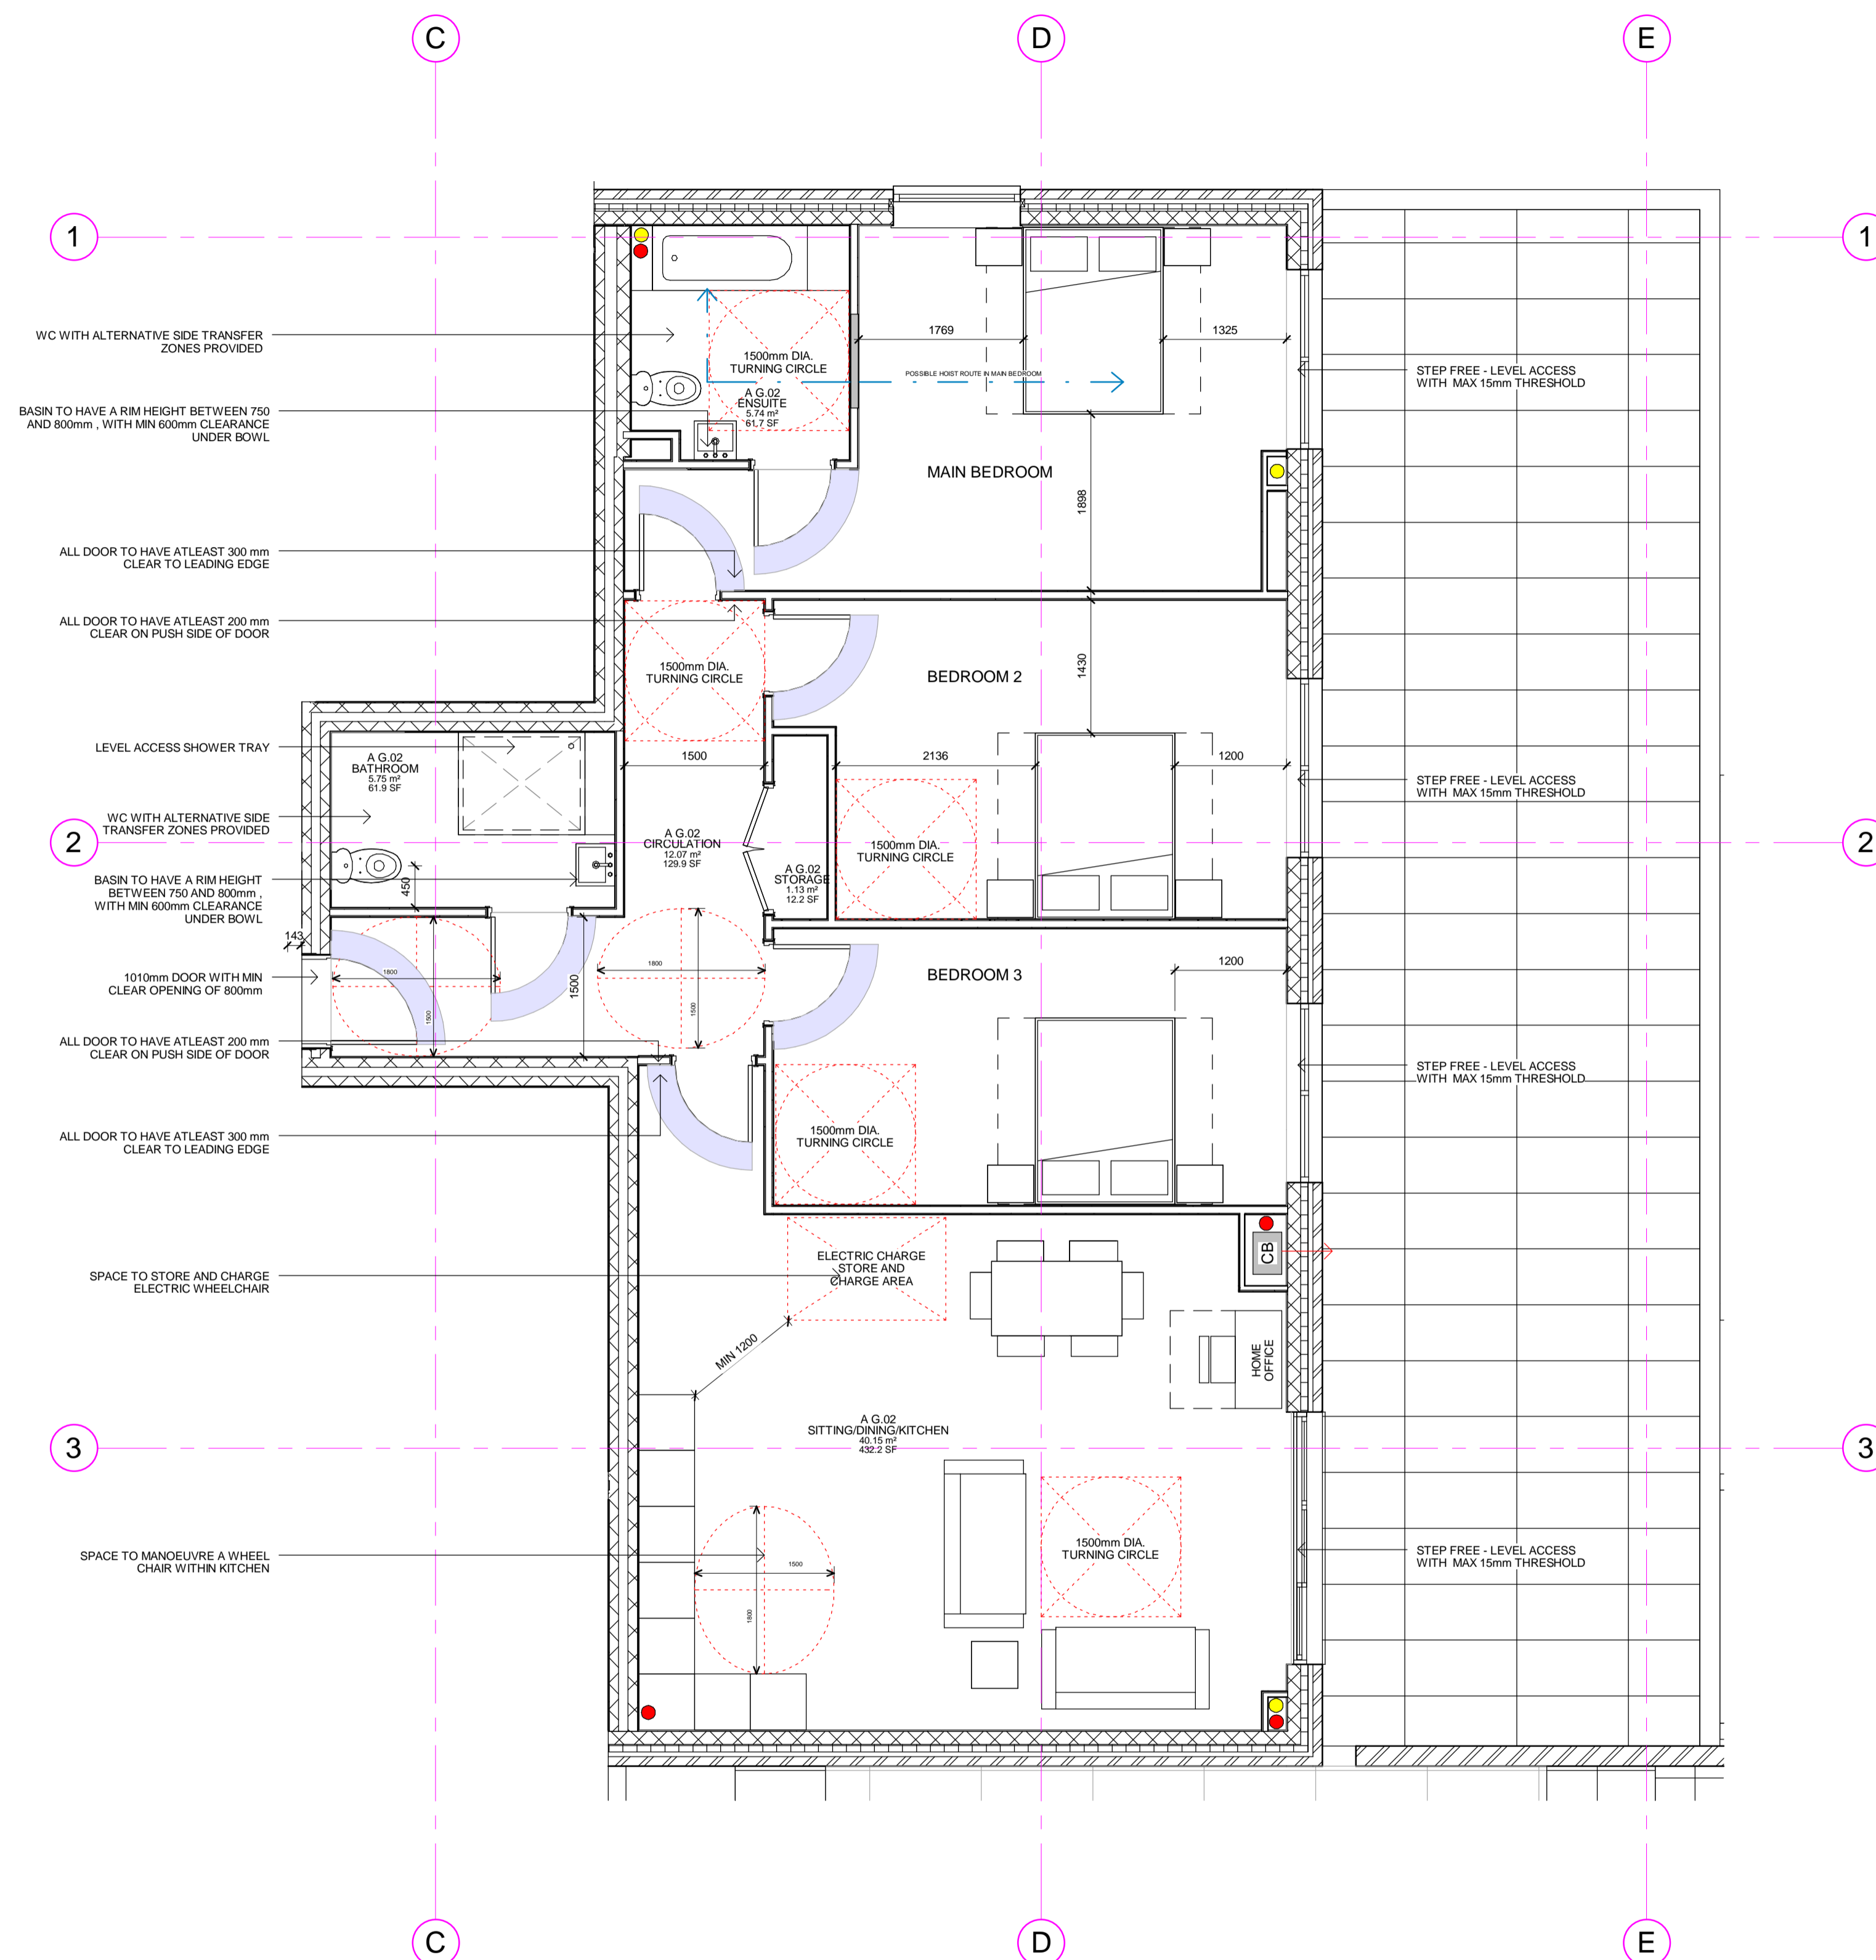 C
D
E
1
1
WC WITH ALTERNATIVE SIDE TRANSFER
ZONES PROVIDED
BASIN TO HAVE A RIM HEIGHT BETWEEN 750
AND 800mm , WITH MIN 600mm CLEARANCE
UNDER BOWL
1500mm DIA.
TURNING CIRCLE
A G.02
ENSUITE
5.74 m²
61.7 SF
1769
1325
POSSIBLE HOIST ROUTE IN MAIN BEDROOM
STEP FREE - LEVEL ACCESS
WITH MAX 15mm THRESHOLD
MAIN BEDROOM
1898
ALL DOOR TO HAVE ATLEAST 300 mm
CLEAR TO LEADING EDGE
ALL DOOR TO HAVE ATLEAST 200 mm
CLEAR ON PUSH SIDE OF DOOR
1500mm DIA.
TURNING CIRCLE
BEDROOM 2
1430
LEVEL ACCESS SHOWER TRAY
A G.02
BATHROOM
5.75 m²
61.9 SF
1500
2136
1200
STEP FREE - LEVEL ACCESS
WITH MAX 15mm THRESHOLD
WC WITH ALTERNATIVE SIDE
TRANSFER ZONES PROVIDED
2
2
A G.02
CIRCULATION
12.07 m²
129.9 SF
1500mm DIA.
TURNING CIRCLE
A G.02
STORAGE
1.13 m²
12.2 SF
BASIN TO HAVE A RIM HEIGHT
BETWEEN 750 AND 800mm ,
WITH MIN 600mm CLEARANCE
UNDER BOWL
450
143
1010mm DOOR WITH MIN
CLEAR OPENING OF 800mm
1800
1500
1500
1800
1500
BEDROOM 3
1200
ALL DOOR TO HAVE ATLEAST 200 mm
CLEAR ON PUSH SIDE OF DOOR
STEP FREE - LEVEL ACCESS
WITH MAX 15mm THRESHOLD
ALL DOOR TO HAVE ATLEAST 300 mm
CLEAR TO LEADING EDGE
1500mm DIA.
TURNING CIRCLE
SPACE TO STORE AND CHARGE
ELECTRIC WHEELCHAIR
ELECTRIC CHARGE
STORE AND
CHARGE AREA
CB
MIN 1200
HOME
OFFICE
3
3
A G.02
SITTING/DINING/KITCHEN
40.15 m²
432.2 SF
SPACE TO MANOEUVRE A WHEEL
CHAIR WITHIN KITCHEN
1500
1800
1500mm DIA.
TURNING CIRCLE
STEP FREE - LEVEL ACCESS
WITH MAX 15mm THRESHOLD
C
D
E